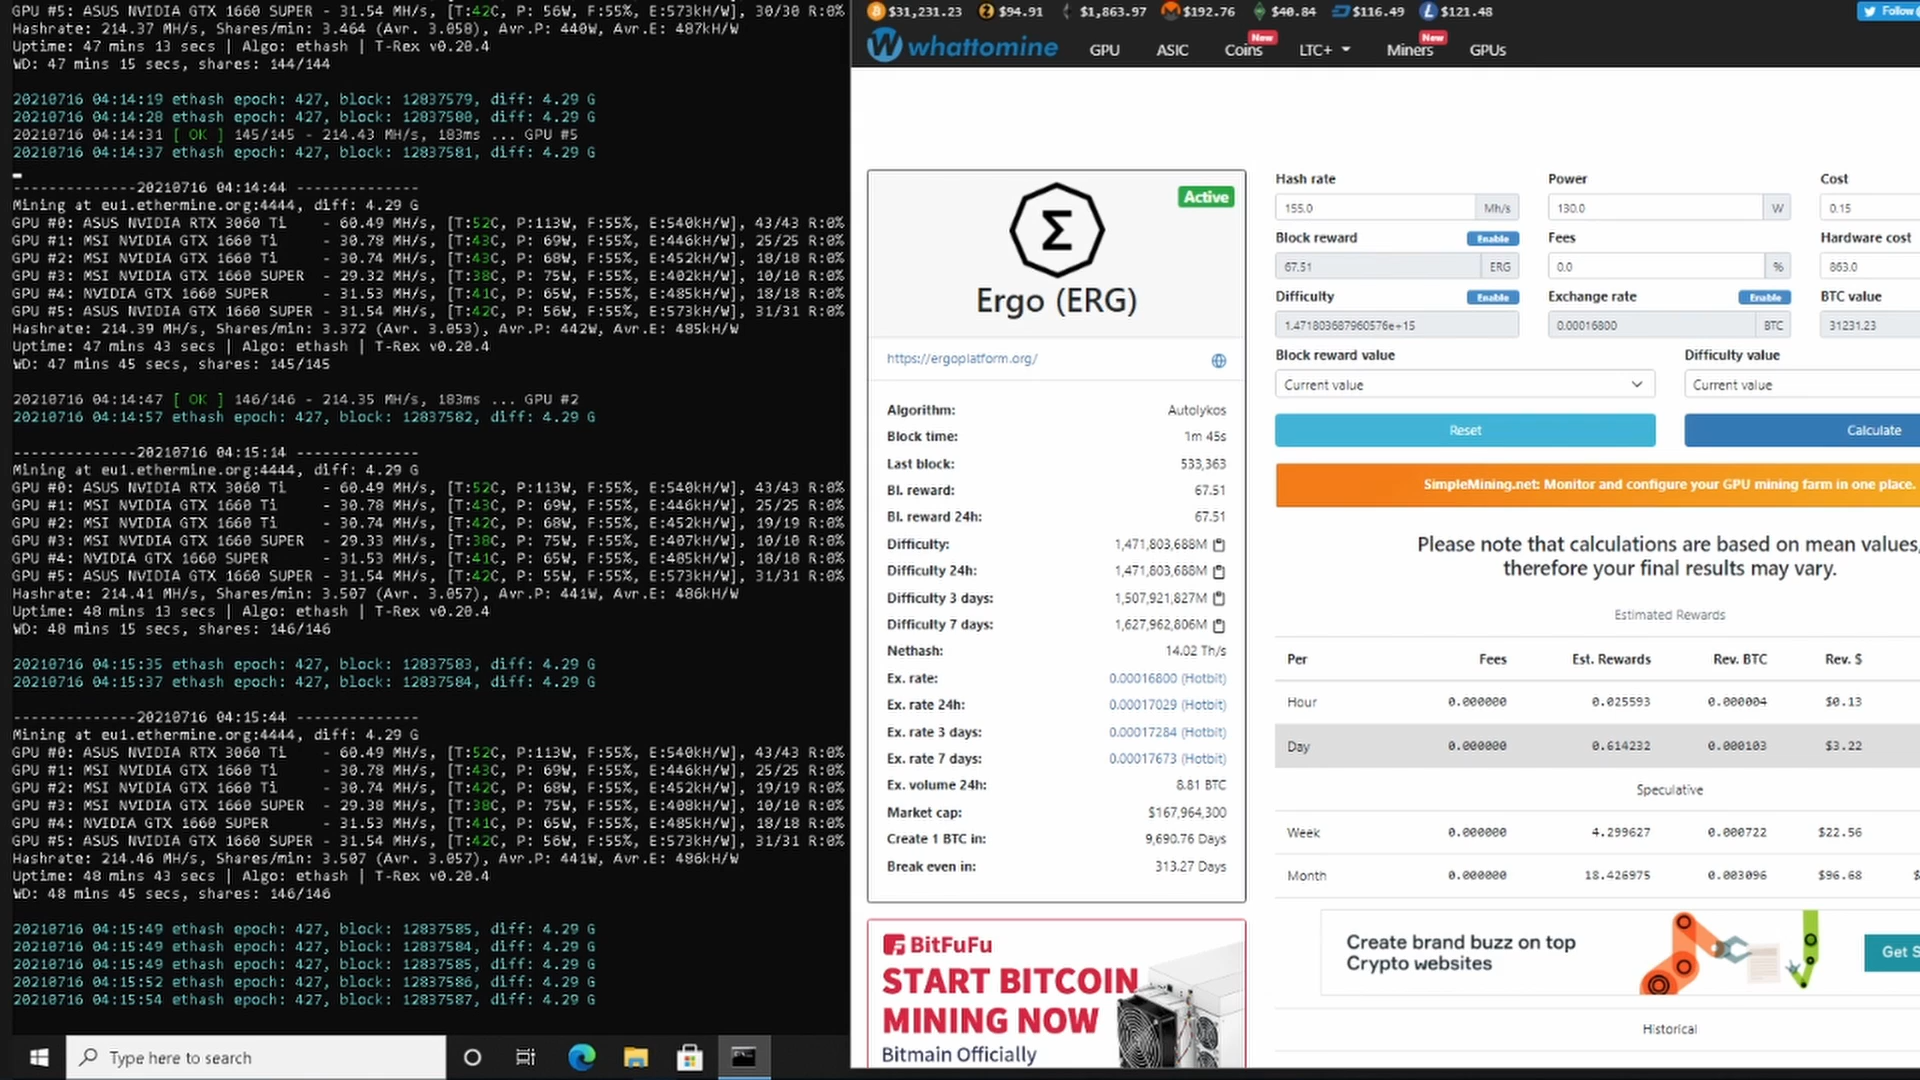 GPU #5: ASUS NVIDIA GTX 1660 SUPER - 31.54 MH/s, [T:42C, P: 56W, F:55%, E:573kH/W], 30/30 R:0%
Hashrate: 214.37 MH/s, Shares/min: 3.464 (Avr. 3.050), Avr.P: 440W, Avr.E: 487kH/W
Uptime: 47 mins 13 secs | Algo: ethash | T-Rex v0.20.4
WD: 47 mins 15 secs, shares: 144/144
20210716 04:14:19 ethash epoch: 427, block: 12837579, diff: 4.29 G
20210716 04:14:28 ethash epoch: 427, block: 12837580, diff: 4.29 G
20210716 04:14:31 [ OK ] 145/145 - 214.43 MH/s, 183ms ... GPU #5
20210716 04:14:37 ethash epoch: 427, block: 12837581, diff: 4.29 G
--------------20210716 04:14:44 --------------
Mining at eu1.ethermine.org:4444, diff: 4.29 G
GPU #0: ASUS NVIDIA RTX 3060 Ti - 60.49 MH/s, [T:52C, P:113W, F:55%, E:540kH/W], 43/43 R:0%
GPU #1: MSI NVIDIA GTX 1660 Ti - 30.78 MH/s, [T:43C, P: 69W, F:55%, E:446kH/W], 25/25 R:0%
GPU #2: MSI NVIDIA GTX 1660 Ti - 30.74 MH/s, [T:43C, P: 68W, F:55%, E:452kH/W], 18/18 R:0%
GPU #3: MSI NVIDIA GTX 1660 SUPER - 29.32 MH/s, [T:38C, P: 75W, F:55%, E:402kH/W], 10/10 R:0%
GPU #4: NVIDIA GTX 1660 SUPER - 31.53 MH/s, [T:41C, P: 65W, F:55%, E:485kH/W], 18/18 R:0%
GPU #5: ASUS NVIDIA GTX 1660 SUPER - 31.54 MH/s, [T:42C, P: 56W, F:55%, E:573kH/W], 31/31 R:0%
Hashrate: 214.39 MH/s, Shares/min: 3.372 (Avr. 3.053), Avr.P: 442W, Avr.E: 485kH/W
Uptime: 47 mins 43 secs | Algo: ethash | T-Rex v0.20.4
WD: 47 mins 45 secs, shares: 145/145
20210716 04:14:47 [ OK ] 146/146 - 214.35 MH/s, 183ms ... GPU #2
20210716 04:14:57 ethash epoch: 427, block: 12837582, diff: 4.29 G
--------------20210716 04:15:14 --------------
Mining at eu1.ethermine.org:4444, diff: 4.29 G
GPU #0: ASUS NVIDIA RTX 3060 Ti - 60.49 MH/s, [T:52C, P:113W, F:55%, E:540kH/W], 43/43 R:0%
GPU #1: MSI NVIDIA GTX 1660 Ti - 30.78 MH/s, [T:43C, P: 69W, F:55%, E:446kH/W], 25/25 R:0%
GPU #2: MSI NVIDIA GTX 1660 Ti - 30.74 MH/s, [T:42C, P: 68W, F:55%, E:452kH/W], 19/19 R:0%
GPU #3: MSI NVIDIA GTX 1660 SUPER - 29.33 MH/s, [T:38C, P: 75W, F:55%, E:407kH/W], 10/10 R:0%
GPU #4: NVIDIA GTX 1660 SUPER - 31.53 MH/s, [T:41C, P: 65W, F:55%, E:485kH/W], 18/18 R:0%
GPU #5: ASUS NVIDIA GTX 1660 SUPER - 31.54 MH/s, [T:42C, P: 55W, F:55%, E:573kH/W], 31/31 R:0%
Hashrate: 214.41 MH/s, Shares/min: 3.507 (Avr. 3.057), Avr.P: 441W, Avr.E: 486kH/W
Uptime: 48 mins 13 secs | Algo: ethash | T-Rex v0.20.4
WD: 48 mins 15 secs, shares: 146/146
20210716 04:15:35 ethash epoch: 427, block: 12837583, diff: 4.29 G
20210716 04:15:37 ethash epoch: 427, block: 12837584, diff: 4.29 G
--------------20210716 04:15:44 --------------
Mining at eu1.ethermine.org:4444, diff: 4.29 G
GPU #0: ASUS NVIDIA RTX 3060 Ti - 60.49 MH/s, [T:52C, P:113W, F:55%, E:540kH/W], 43/43 R:0%
GPU #1: MSI NVIDIA GTX 1660 Ti - 30.78 MH/s, [T:43C, P: 69W, F:55%, E:446kH/W], 25/25 R:0%
GPU #2: MSI NVIDIA GTX 1660 Ti - 30.74 MH/s, [T:42C, P: 68W, F:55%, E:452kH/W], 19/19 R:0%
GPU #3: MSI NVIDIA GTX 1660 SUPER - 29.38 MH/s, [T:38C, P: 75W, F:55%, E:408kH/W], 10/10 R:0%
GPU #4: NVIDIA GTX 1660 SUPER - 31.53 MH/s, [T:41C, P: 65W, F:55%, E:485kH/W], 18/18 R:0%
GPU #5: ASUS NVIDIA GTX 1660 SUPER - 31.54 MH/s, [T:42C, P: 56W, F:55%, E:573kH/W], 31/31 R:0%
Hashrate: 214.46 MH/s, Shares/min: 3.507 (Avr. 3.057), Avr.P: 441W, Avr.E: 486kH/W
Uptime: 48 mins 43 secs | Algo: ethash | T-Rex v0.20.4
WD: 48 mins 45 secs, shares: 146/146
20210716 04:15:49 ethash epoch: 427, block: 12837585, diff: 4.29 G
20210716 04:15:49 ethash epoch: 427, block: 12837584, diff: 4.29 G
20210716 04:15:49 ethash epoch: 427, block: 12837585, diff: 4.29 G
20210716 04:15:52 ethash epoch: 427, block: 12837586, diff: 4.29 G
20210716 04:15:54 ethash epoch: 427, block: 12837587, diff: 4.29 G
Type here to search
$31,231.23 $94.91 $1,863.97 $192.76 $40.84 $116.49 $121.48 Follow
whattomine GPU ASIC Coins New LTC+ Miners New GPUs
Active
Σ
Ergo (ERG)
https://ergoplatform.org/
Algorithm: Autolykos
Block time: 1m 45s
Last block: 533,363
Bl. reward: 67.51
Bl. reward 24h: 67.51
Difficulty: 1,471,803,688M
Difficulty 24h: 1,471,803,688M
Difficulty 3 days: 1,507,921,827M
Difficulty 7 days: 1,627,962,806M
Nethash: 14.02 Th/s
Ex. rate: 0.00016800 (Hotbit)
Ex. rate 24h: 0.00017029 (Hotbit)
Ex. rate 3 days: 0.00017284 (Hotbit)
Ex. rate 7 days: 0.00017673 (Hotbit)
Ex. volume 24h: 8.81 BTC
Market cap: $167,964,300
Create 1 BTC in: 9,690.76 Days
Break even in: 313.27 Days
BitFuFu
START BITCOIN
MINING NOW
Bitmain Officially
Hash rate Power Cost
155.0 Mh/s 130.0 W 0.15
Block reward Enable Fees Hardware cost
67.51 ERG 0.0 % 863.0
Difficulty Enable Exchange rate Enable BTC value
1.471803687960576e+15 0.00016800 BTC 31231.23
Block reward value Difficulty value
Current value Current value
Reset Calculate
SimpleMining.net: Monitor and configure your GPU mining farm in one place.
Please note that calculations are based on mean values,
therefore your final results may vary.
Estimated Rewards
Per Fees Est. Rewards Rev. BTC Rev. $
Hour 0.000000 0.025593 0.000004 $0.13
Day 0.000000 0.614232 0.000103 $3.22
Speculative
Week 0.000000 4.299627 0.000722 $22.56
Month 0.000000 18.426975 0.003096 $96.68 $
Create brand buzz on top
Crypto websites
Get S
Historical